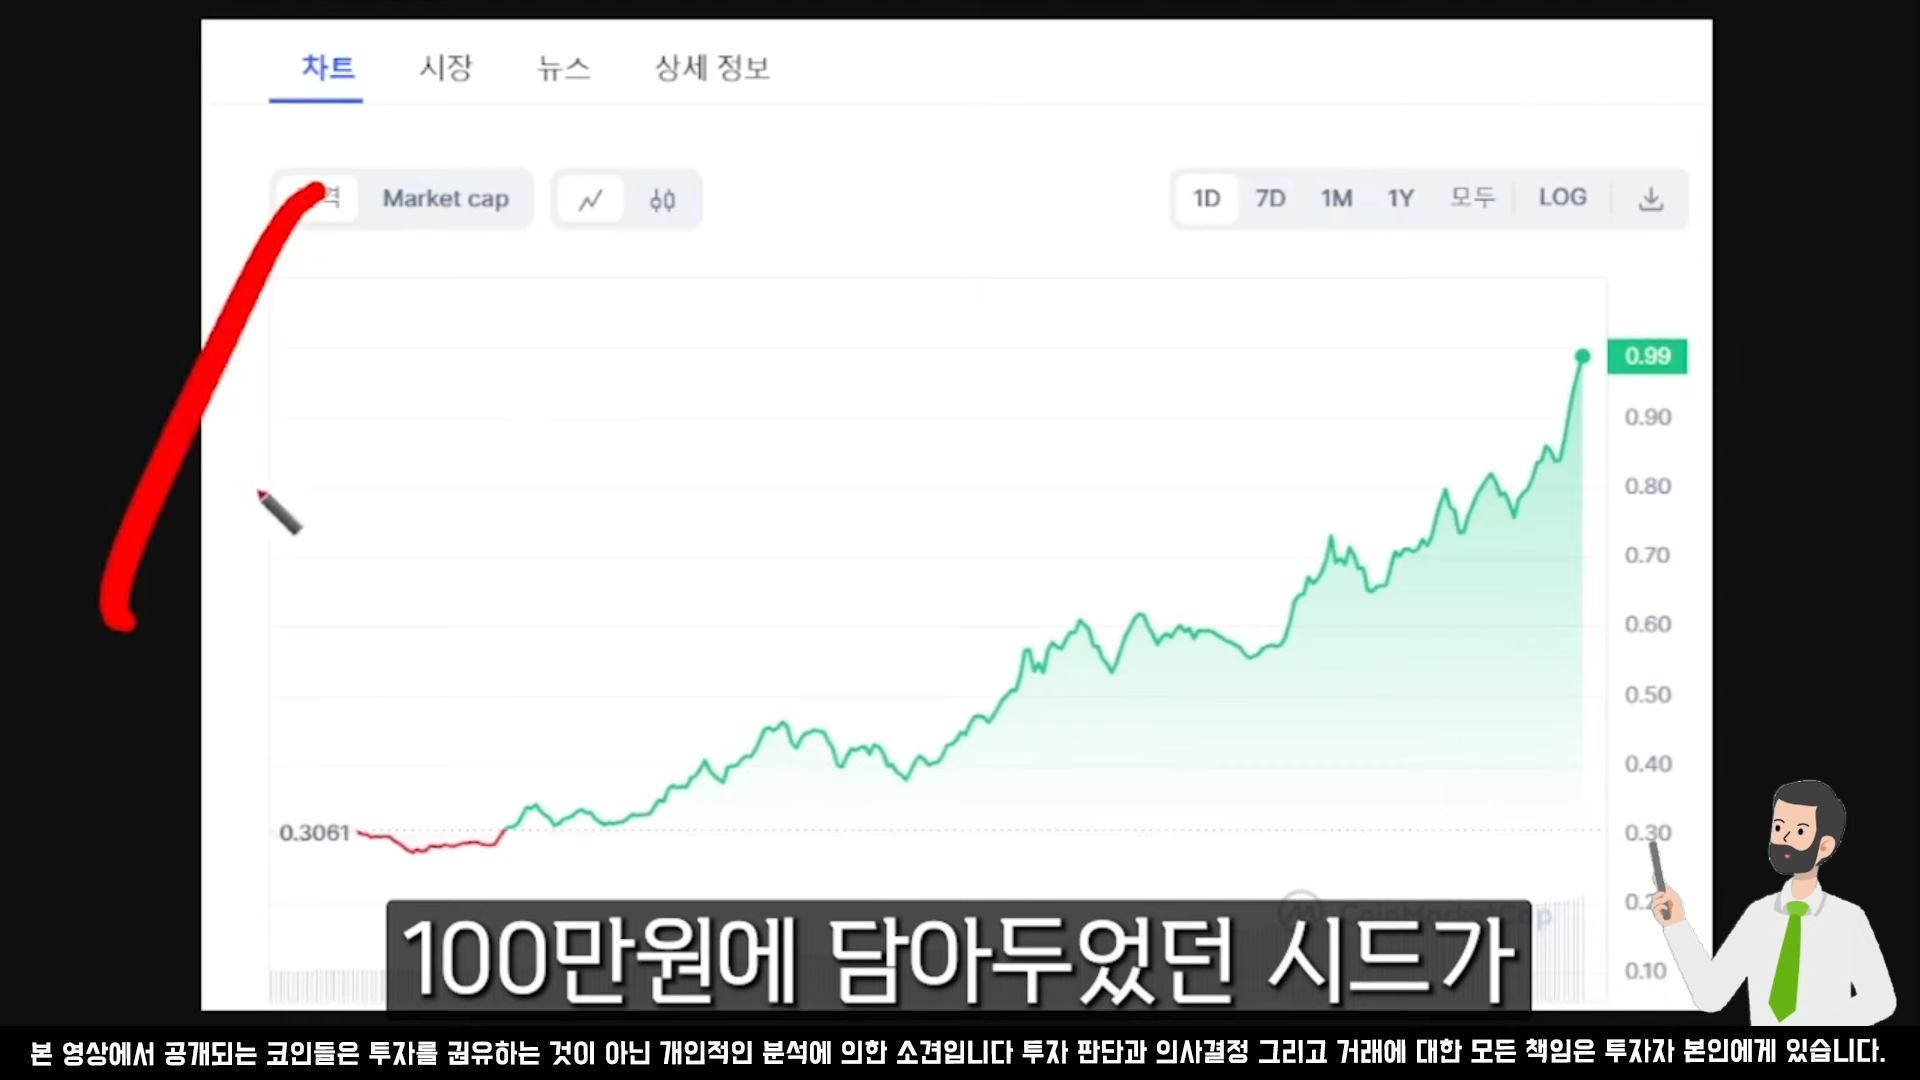 차트 시장 뉴스 상세 정보
격 Market cap 1D 7D 1M 1Y 모두 LOG
0.99
0.90
0.80
0.70
0.60
0.50
0.40
0.3061 0.30
0.2
CoinMarketCap
0.10
100만원에 담아두었던 시드가
본 영상에서 공개되는 코인들은 투자를 권유하는 것이 아닌 개인적인 분석에 의한 소견입니다 투자 판단과 의사결정 그리고 거래에 대한 모든 책임은 투자자 본인에게 있습니다.